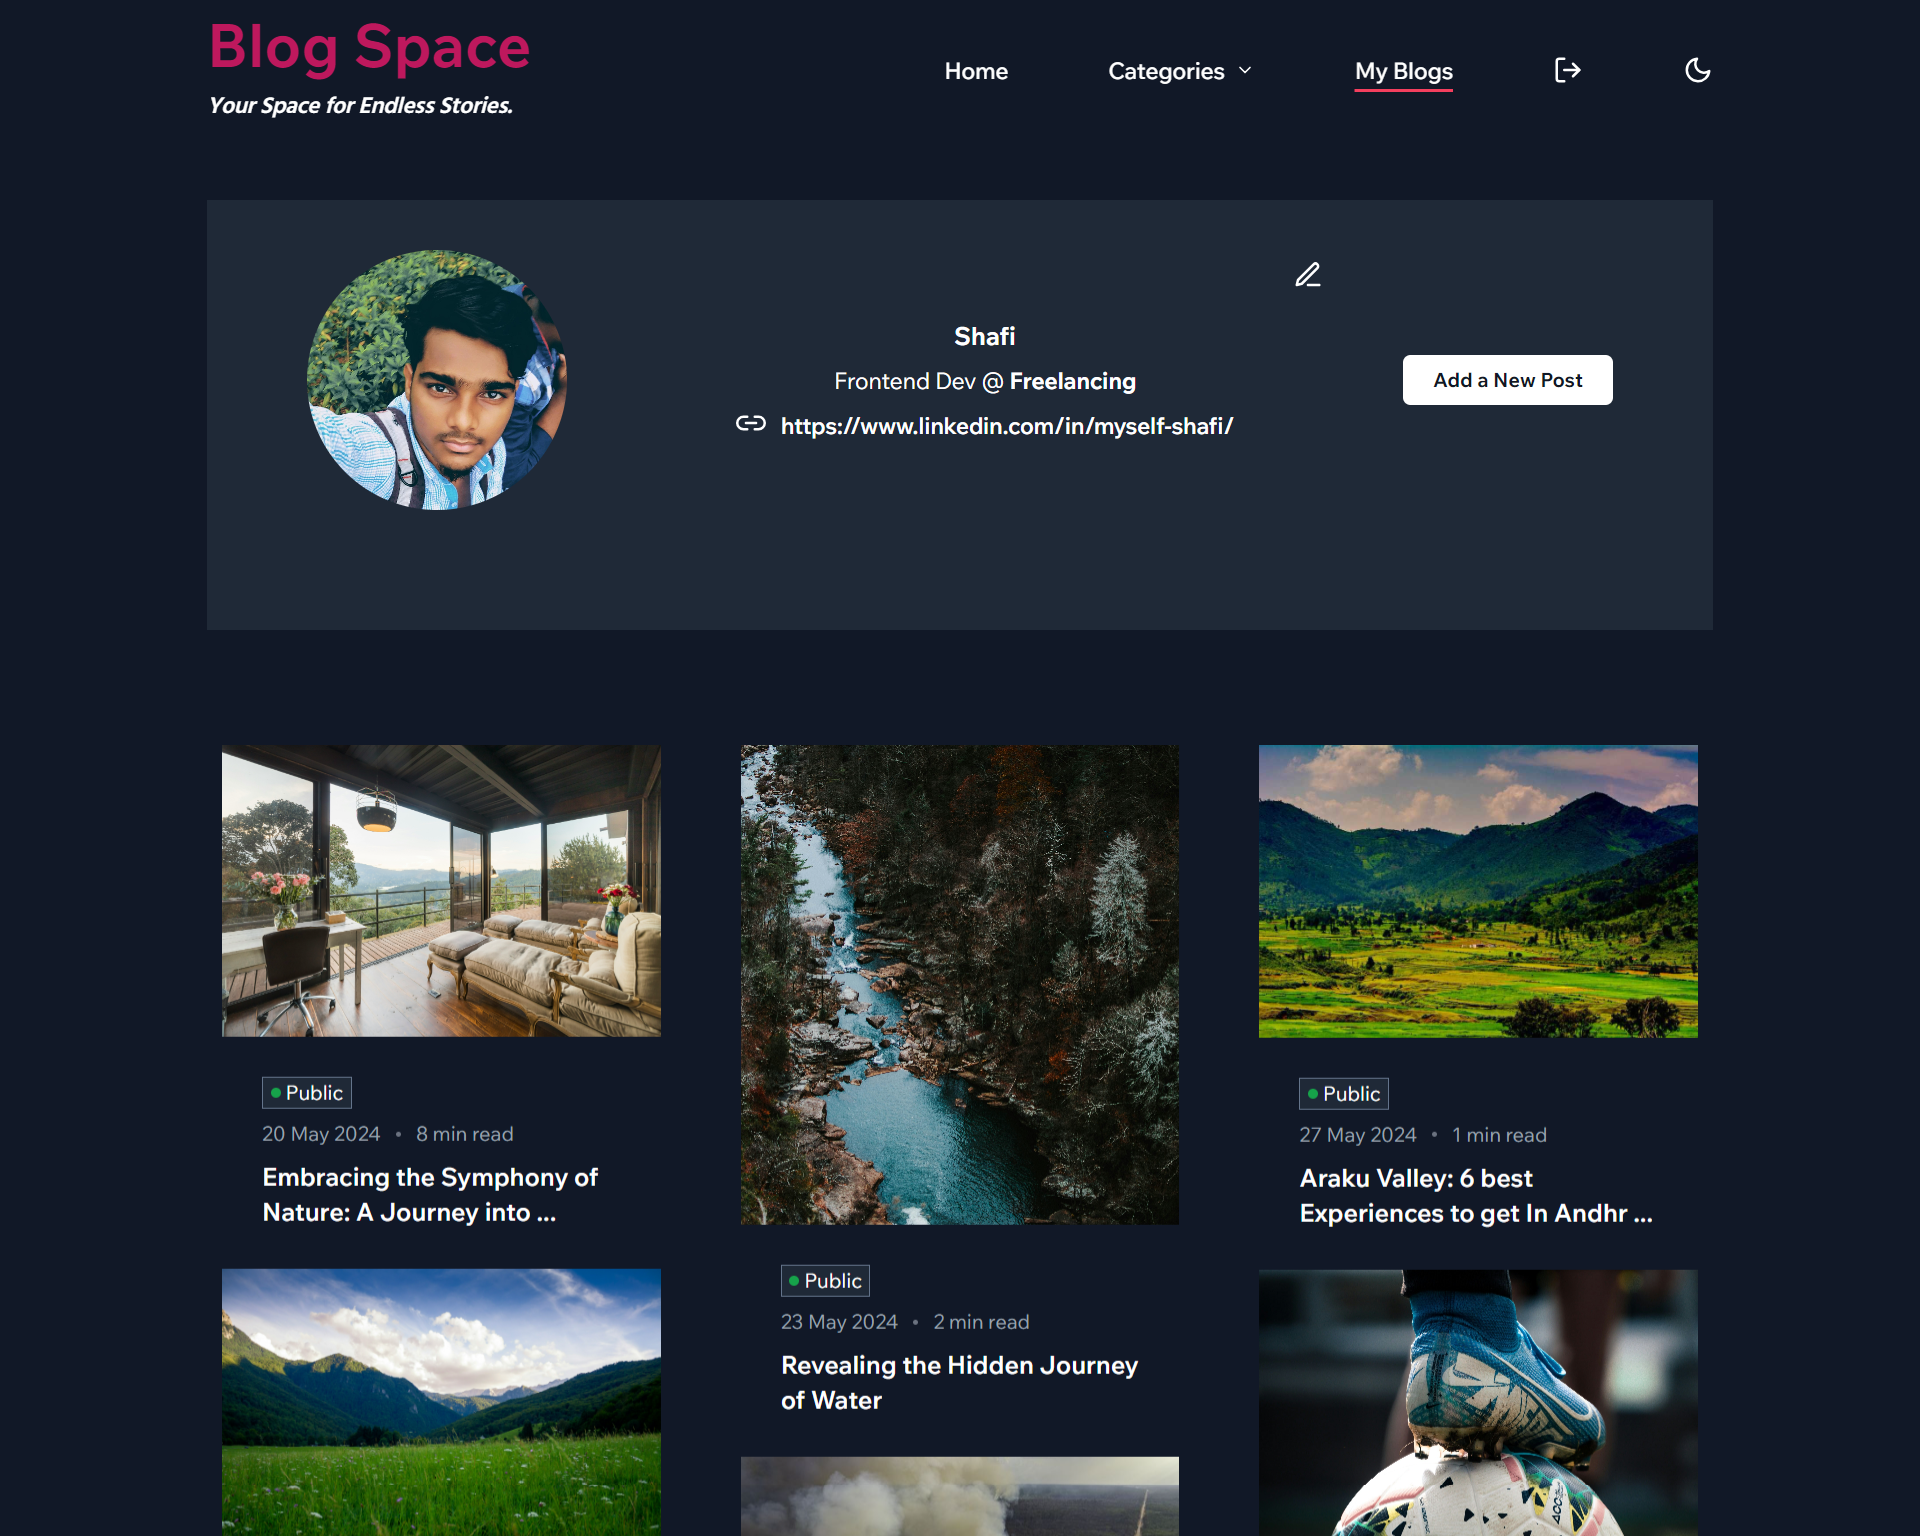 Blog Space
Your Space for Endless Stories.
Home
Categories
My Blogs
Shafi
Frontend Dev @ Freelancing
https://www.linkedin.com/in/myself-shafi/
Add a New Post
Public
20 May 2024 • 8 min read
Embracing the Symphony of
Nature: A Journey into ...
Public
23 May 2024 • 2 min read
Revealing the Hidden Journey
of Water
Public
27 May 2024 • 1 min read
Araku Valley: 6 best
Experiences to get In Andhr ...